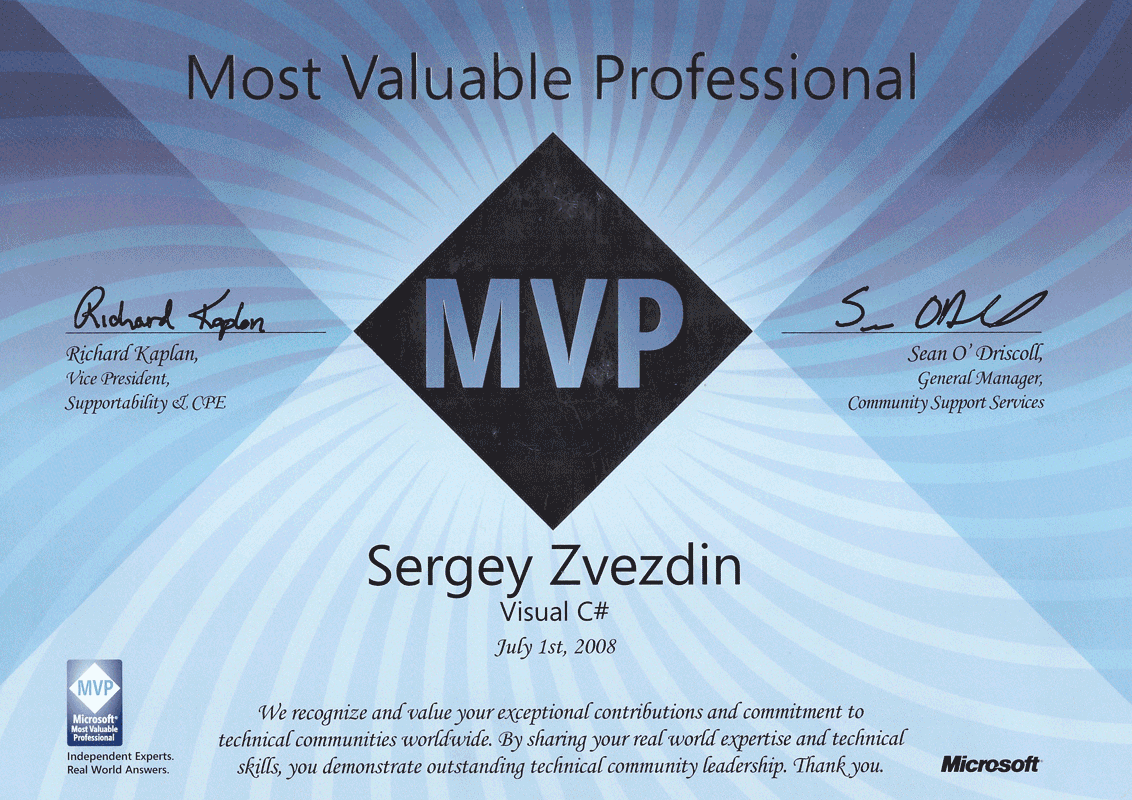 Most Valuable Professional
MVP
Richard Kaplan
Richard Kaplan,
Vice President,
Supportability & CPE
Sean O' Driscoll,
General Manager,
Community Support Services
Sergey Zvezdin
Visual C#
July 1st, 2008
MVP
Microsoft®
Most Valuable
Professional
Independent Experts.
Real World Answers.
We recognize and value your exceptional contributions and commitment to
technical communities worldwide. By sharing your real world expertise and technical
skills, you demonstrate outstanding technical community leadership. Thank you.
Microsoft